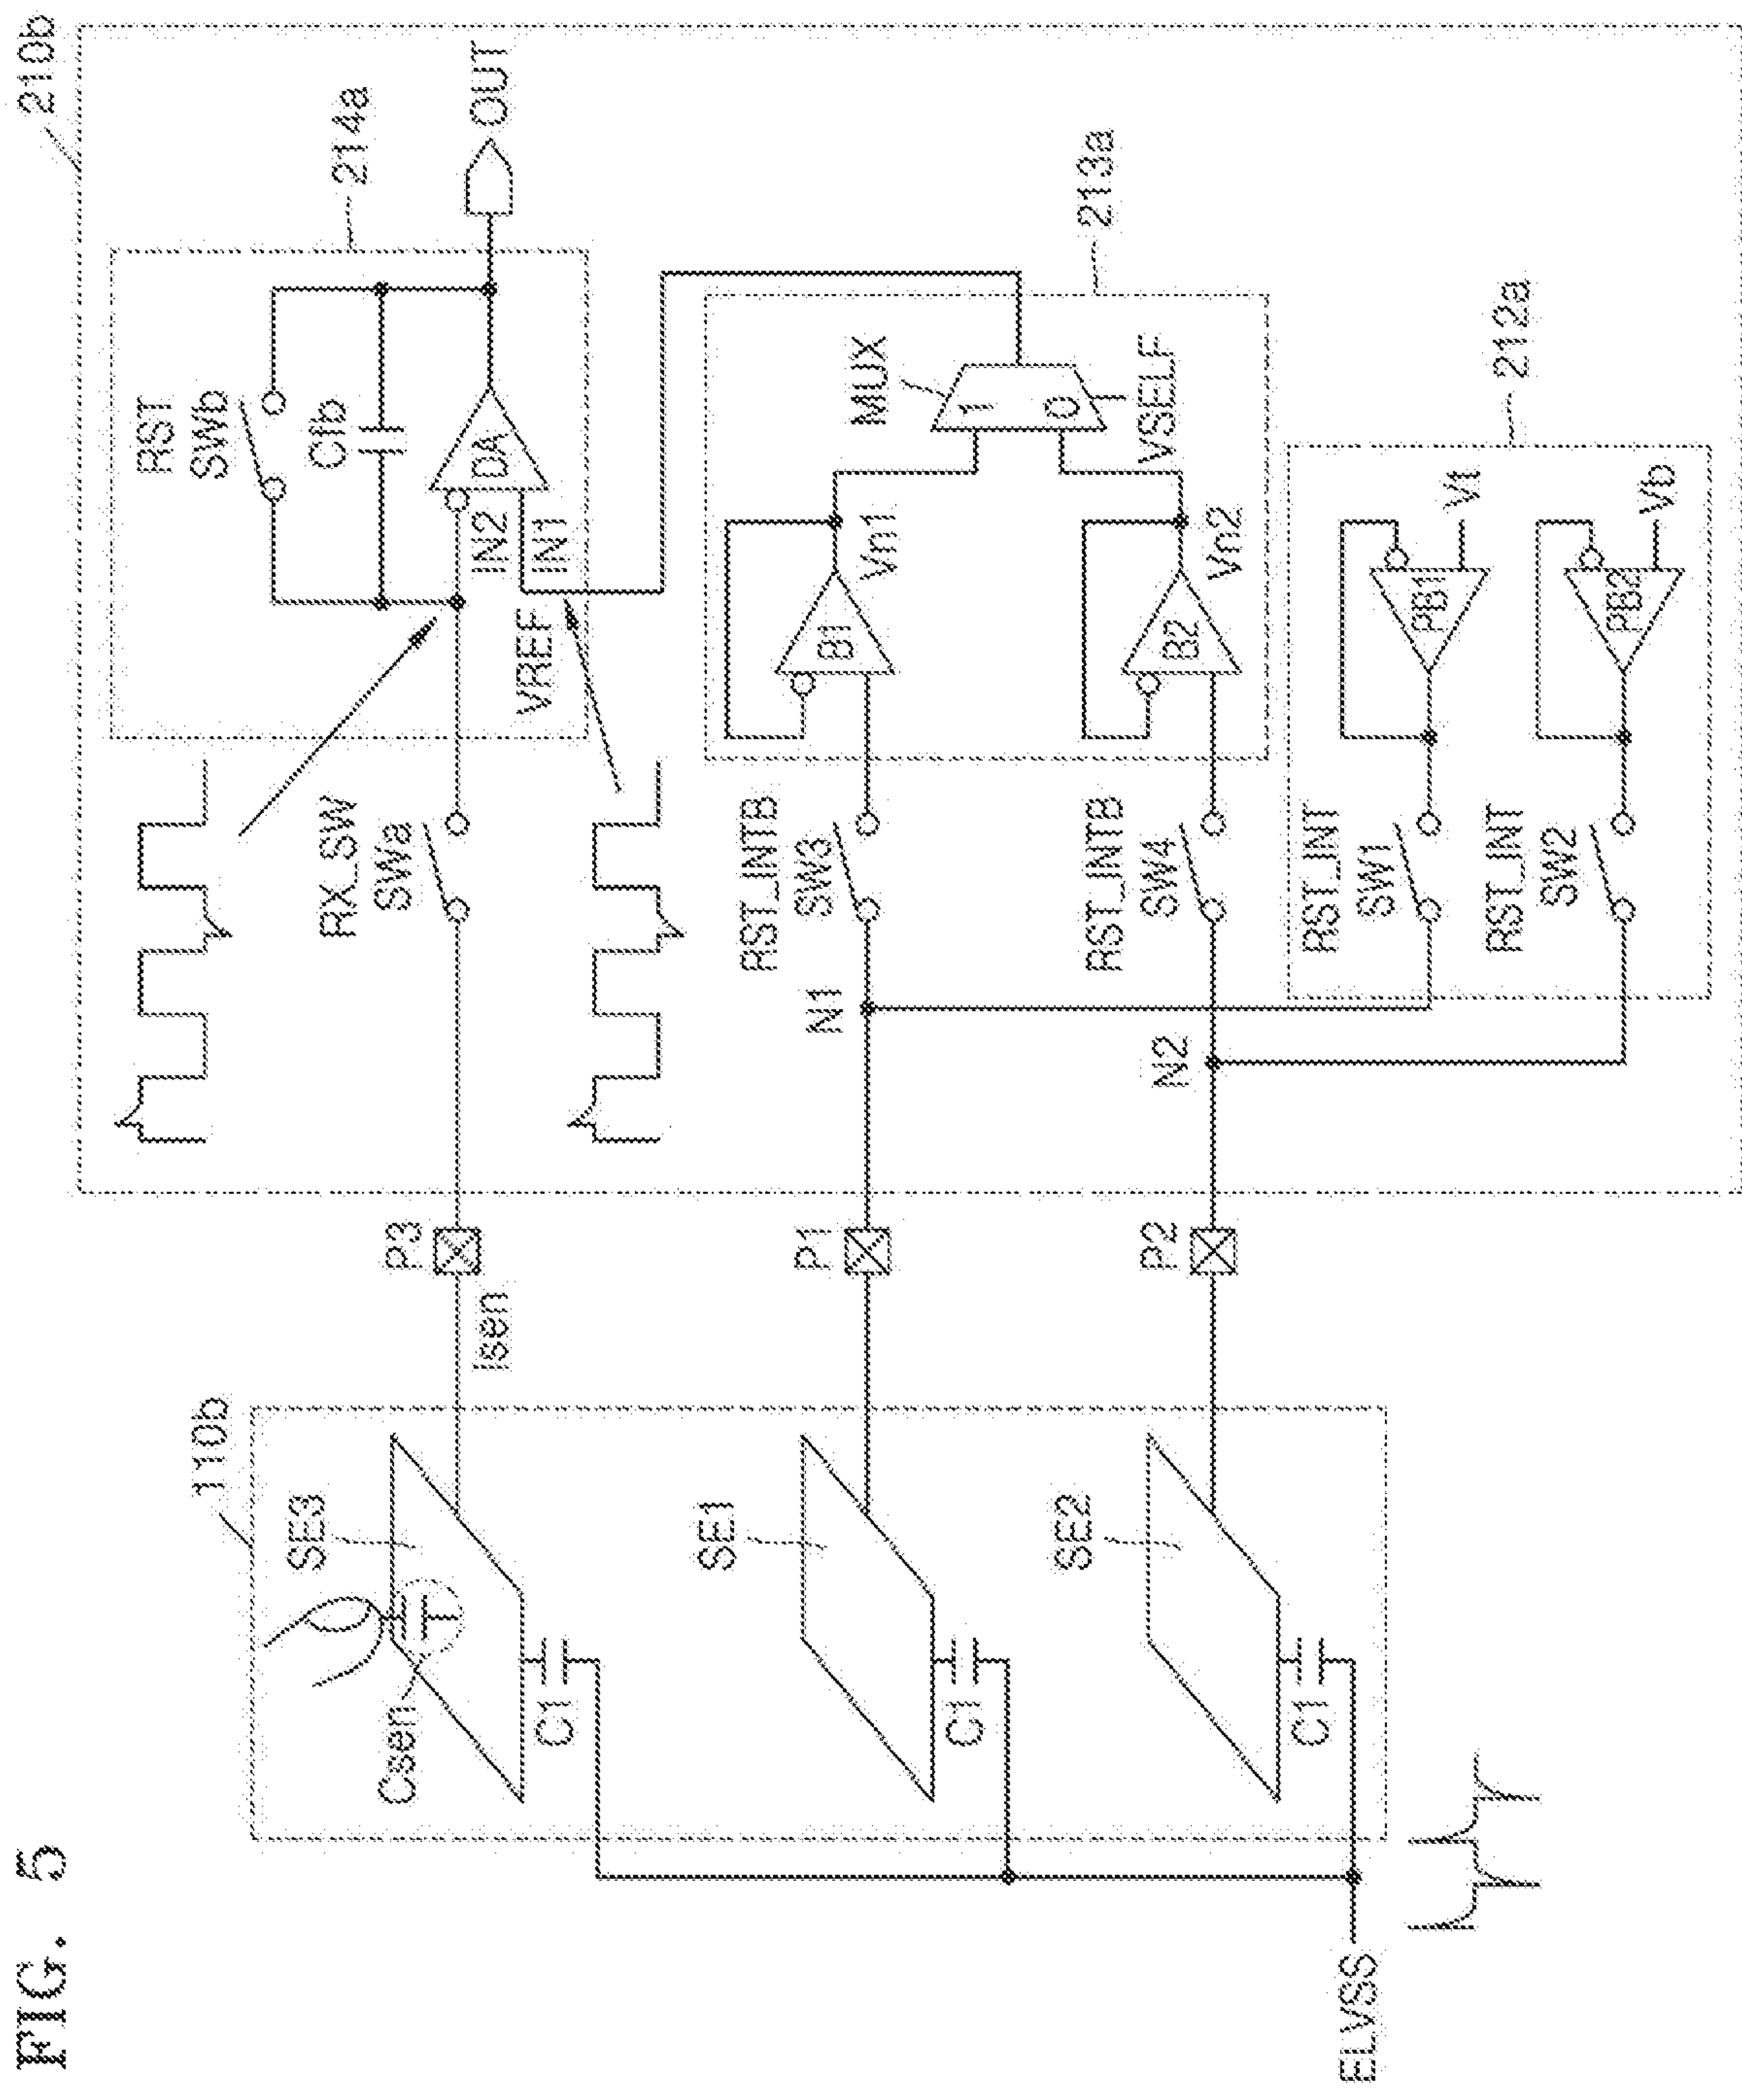 FIG. 5
110b
210b
SE3
Csen
C1
Isen
P3
RX_SW
SWa
RST
SWb
Cfb
214a
IN2
DA
IN1
VREF
OUT
SE1
C1
P1
N1
RST_INTB
SW3
B1
Vn1
MUX
1
0
VSELF
213a
SE2
C1
P2
N2
RST_INTB
SW4
B2
Vn2
212a
RST_INT
SW1
PB1
Vt
RST_INT
SW2
PB2
Vb
ELVSS